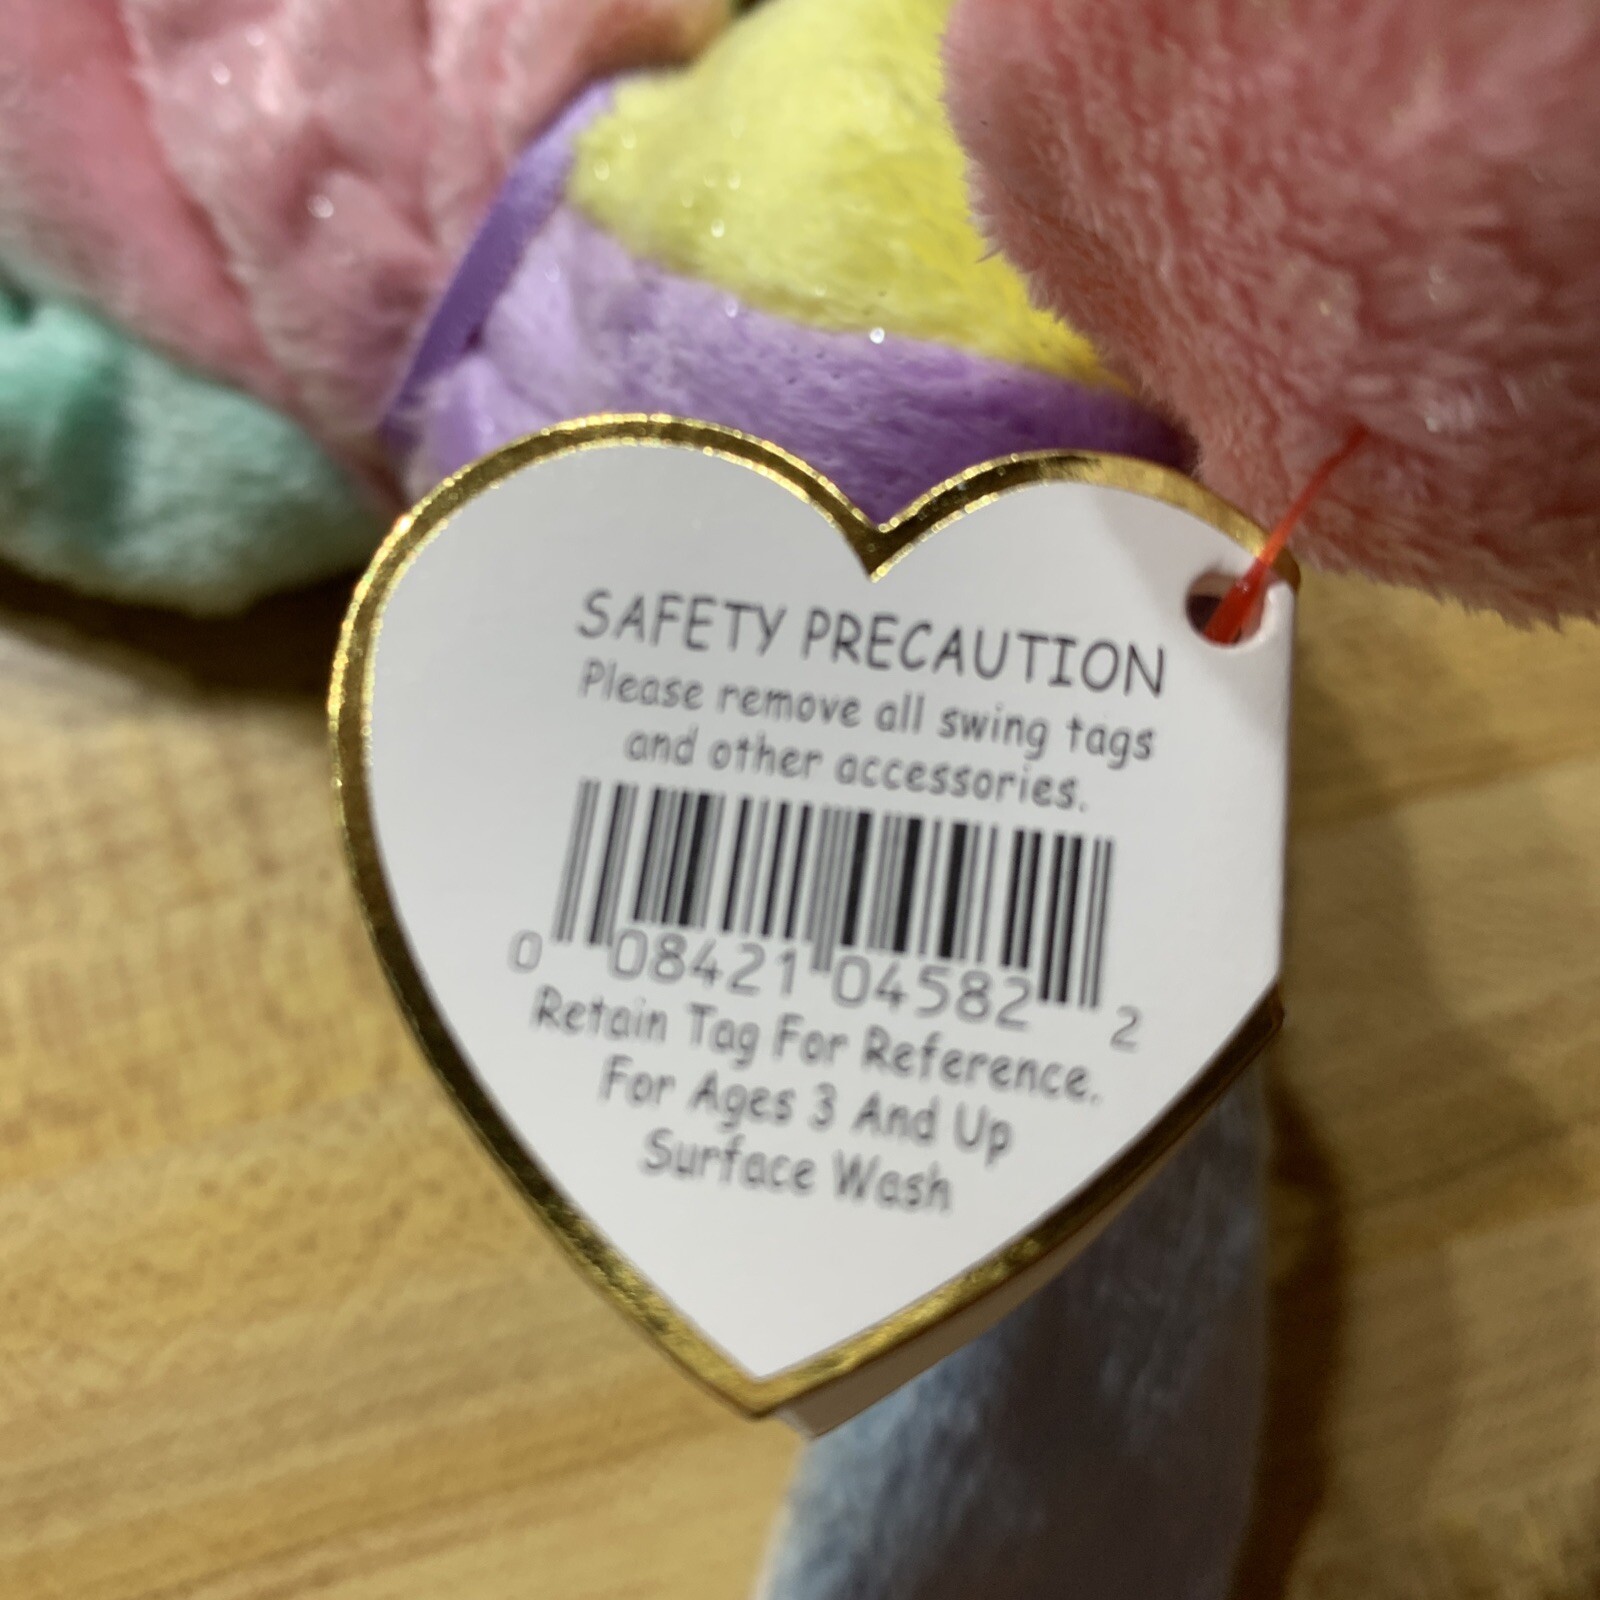 SAFETY PRECAUTION
Please remove all swing tags
and other accessories.
0 08421 04582 2
Retain Tag For Reference.
For Ages 3 And Up
Surface Wash